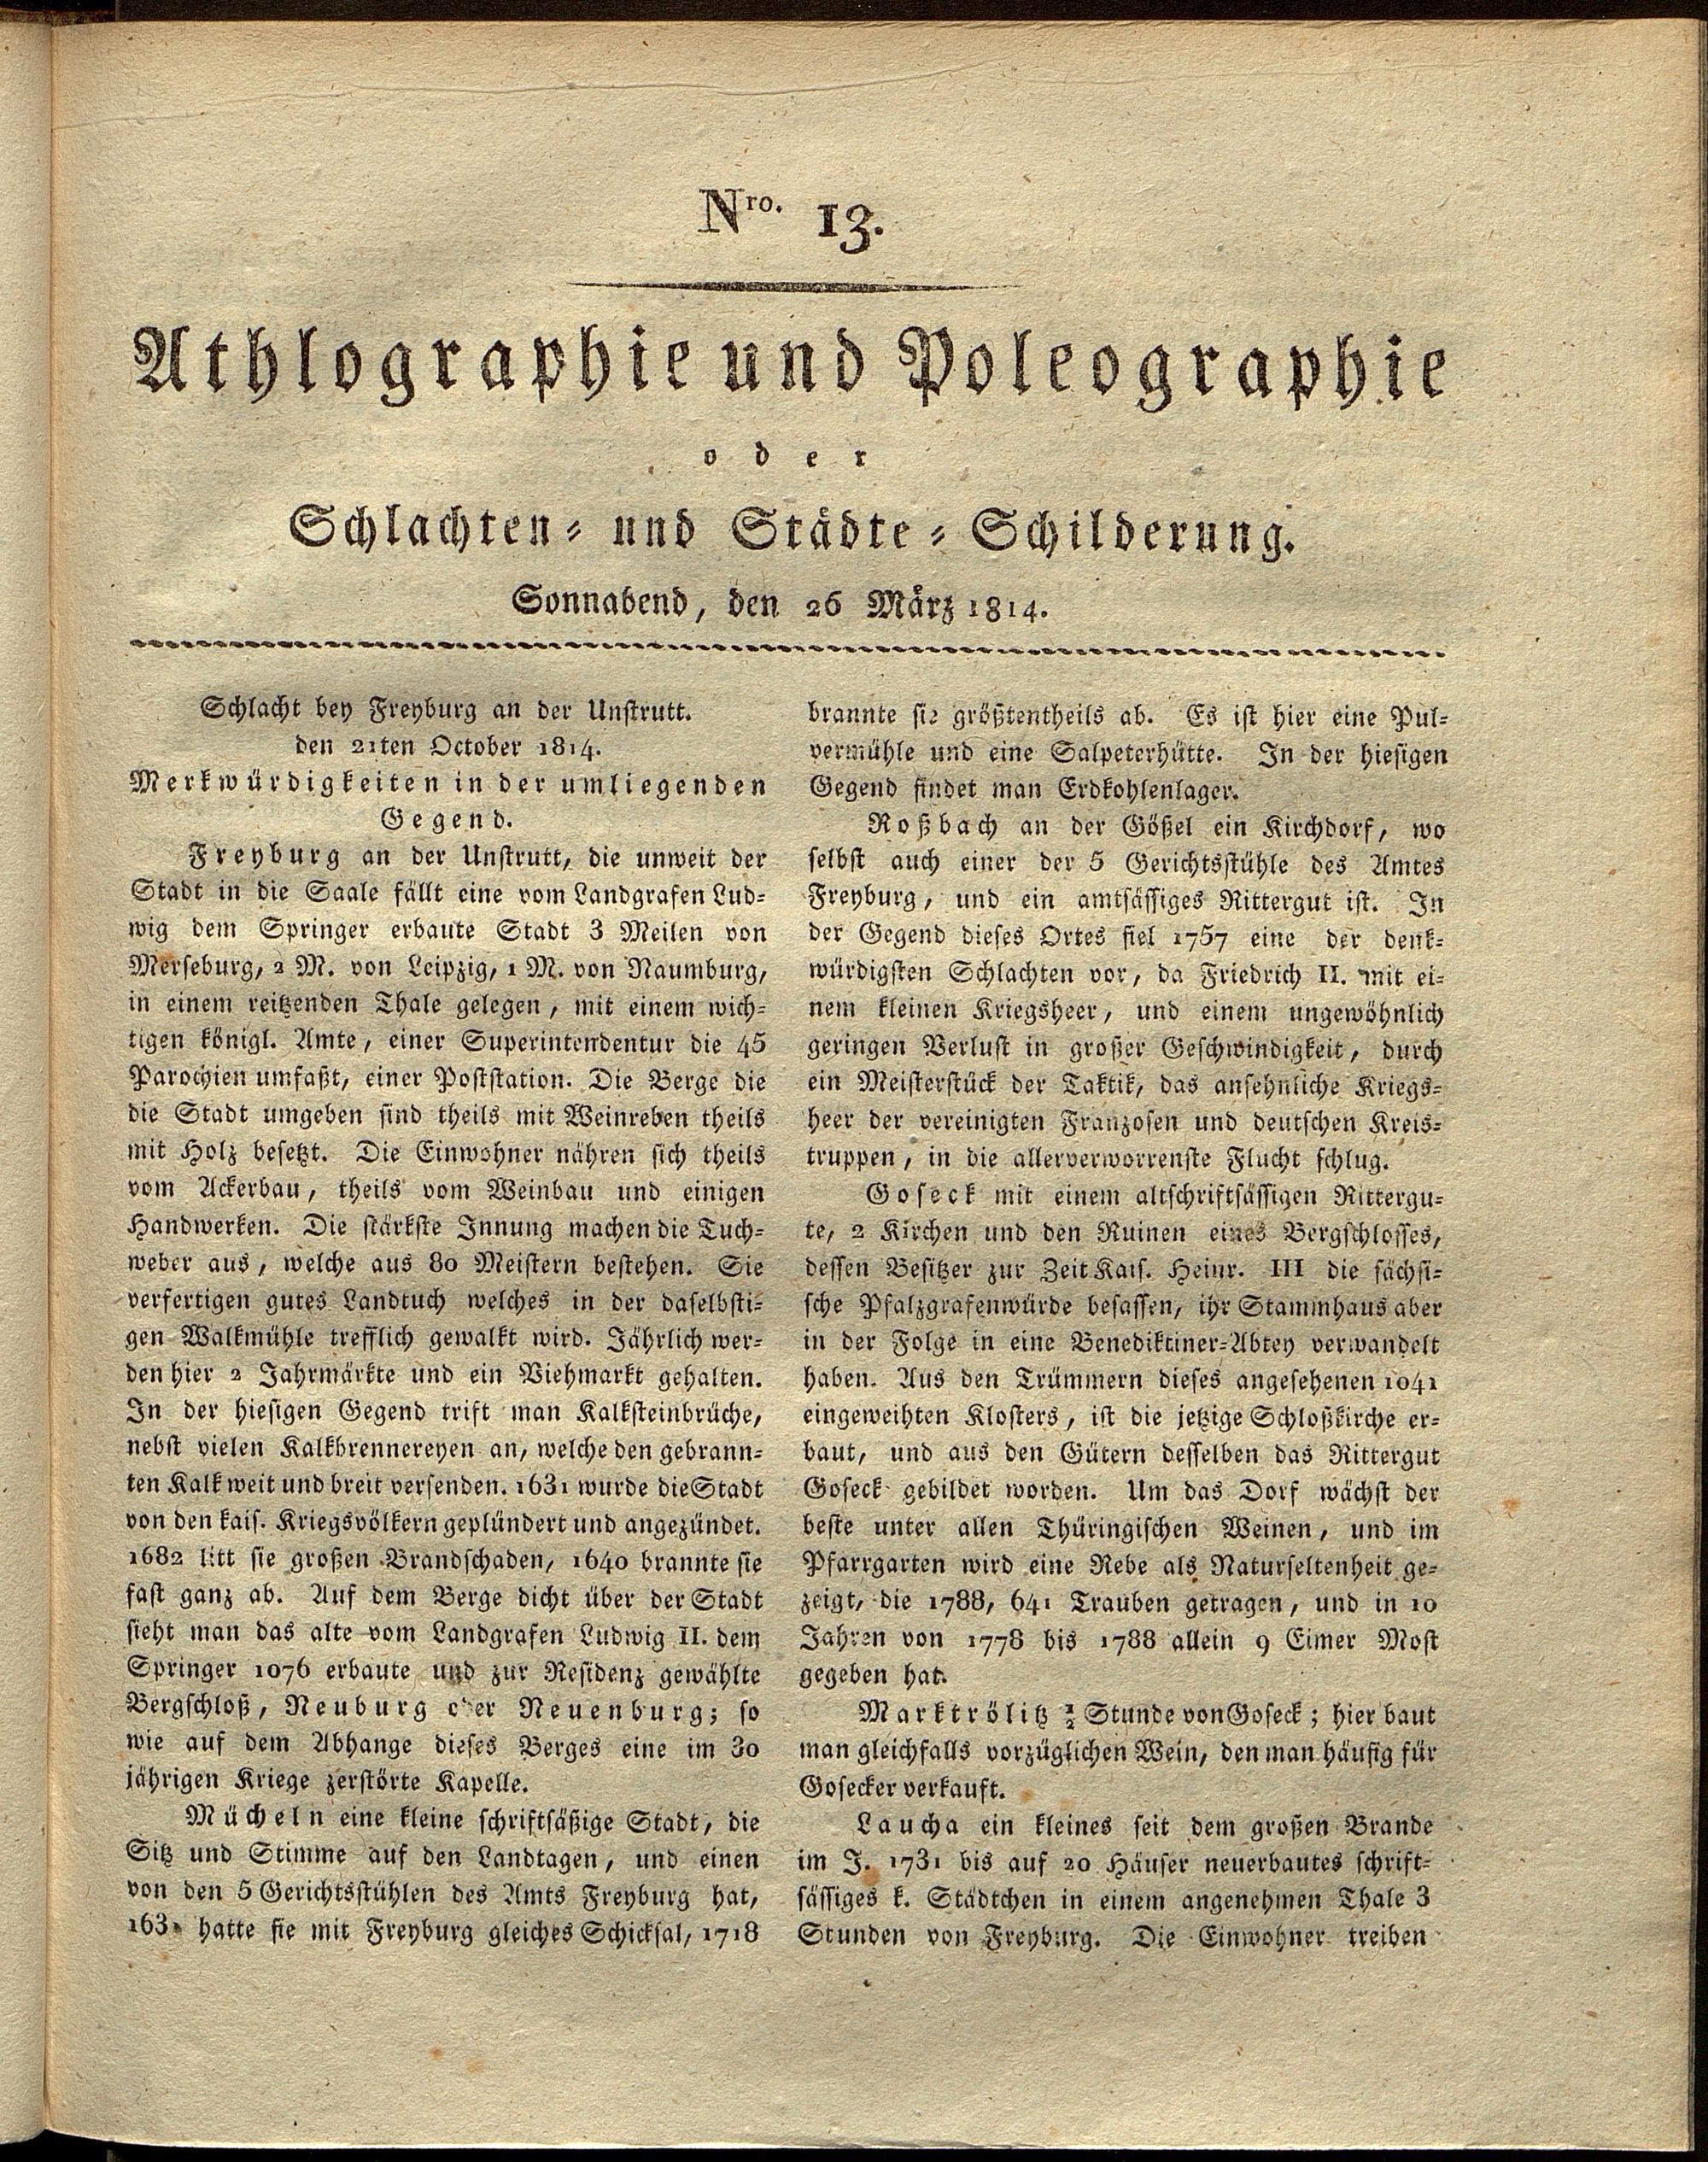 Nro. 13.
Athlographie und Poleographie
oder
Schlachten- und Städte-Schilderung.
Sonnabend, den 26 März 1814.
Schlacht bey Freyburg an der Unstrutt.
den 21ten October 1814.
Merkwürdigkeiten in der umliegenden
Gegend.
Freyburg an der Unstrutt, die unweit der
Stadt in die Saale fällt eine vom Landgrafen Lud-
wig dem Springer erbaute Stadt 3 Meilen von
Merseburg, 2 M. von Leipzig, 1 M. von Naumburg,
in einem reitzenden Thale gelegen, mit einem wich-
tigen königl. Amte, einer Superintendentur die 45
Parochien umfaßt, einer Poststation. Die Berge die
die Stadt umgeben sind theils mit Weinreben theils
mit Holz besetzt. Die Einwohner nähren sich theils
vom Ackerbau, theils vom Weinbau und einigen
Handwerken. Die stärkste Innung machen die Tuch-
weber aus, welche aus 80 Meistern bestehen. Sie
verfertigen gutes Landtuch welches in der daselbsti-
gen Walkmühle trefflich gewalkt wird. Jährlich wer-
den hier 2 Jahrmärkte und ein Viehmarkt gehalten.
In der hiesigen Gegend trift man Kalksteinbrüche,
nebst vielen Kalkbrennereyen an, welche den gebrann-
ten Kalk weit und breit versenden. 1631 wurde die Stadt
von den kais. Kriegsvölkern geplündert und angezündet.
1682 litt sie großen Brandschaden, 1640 brannte sie
fast ganz ab. Auf dem Berge dicht über der Stadt
sieht man das alte vom Landgrafen Ludwig II. dem
Springer 1076 erbaute und zur Residenz gewählte
Bergschloß, Neuburg oder Neuenburg; so
wie auf dem Abhange dieses Berges eine im 30
jährigen Kriege zerstörte Kapelle.
Mücheln eine kleine schriftsäßige Stadt, die
Sitz und Stimme auf den Landtagen, und einen
von den 5 Gerichtsstühlen des Amts Freyburg hat,
hatte sie mit Freyburg gleiches Schicksal, 1718
brannte sie größtentheils ab. Es ist hier eine Pul-
vermühle und eine Salpeterhütte. In der hiesigen
Gegend findet man Erdkohlenlager.
Roßbach an der Gößel ein Kirchdorf, wo
selbst auch einer der 5 Gerichtsstühle des Amtes
Freyburg, und ein amtsässiges Rittergut ist. In
der Gegend dieses Ortes fiel 1757 eine der denk-
würdigsten Schlachten vor, da Friedrich II. mit ei-
nem kleinen Kriegsheer, und einem ungewöhnlich
geringen Verlust in großer Geschwindigkeit, durch
ein Meisterstück der Taktik, das ansehnliche Kriegs-
heer der vereinigten Franzosen und deutschen Kreis-
truppen, in die allerverworrenste Flucht schlug.
Goseck mit einem altschriftsässigen Rittergu-
te, 2 Kirchen und den Ruinen eines Bergschlosses,
dessen Besitzer zur Zeit Kais. Heinr. III die sächsi-
sche Pfalzgrafenwürde besassen, ihr Stammhaus aber
in der Folge in eine Benediktiner-Abtey verwandelt
haben. Aus den Trümmern dieses angesehenen 1041
eingeweihten Klosters, ist die jetzige Schloßkirche er-
baut, und aus den Gütern desselben das Rittergut
Goseck gebildet worden. Um das Dorf wächst der
beste unter allen Thüringischen Weinen, und im
Pfarrgarten wird eine Rebe als Naturseltenheit ge-
zeigt, die 1788, 641 Trauben getragen, und in 10
Jahren von 1778 bis 1788 allein 9 Eimer Most
gegeben hat.
Marktrölitz ½ Stunde von Goseck; hier baut
man gleichfalls vorzüglichen Wein, den man häufig für
Gosecker verkauft.
Laucha ein kleines seit dem großen Brande
im J. 1731 bis auf 20 Häuser neuerbautes schrift-
sässiges k. Städtchen in einem angenehmen Thale 3
Stunden von Freyburg. Die Einwohner treiben